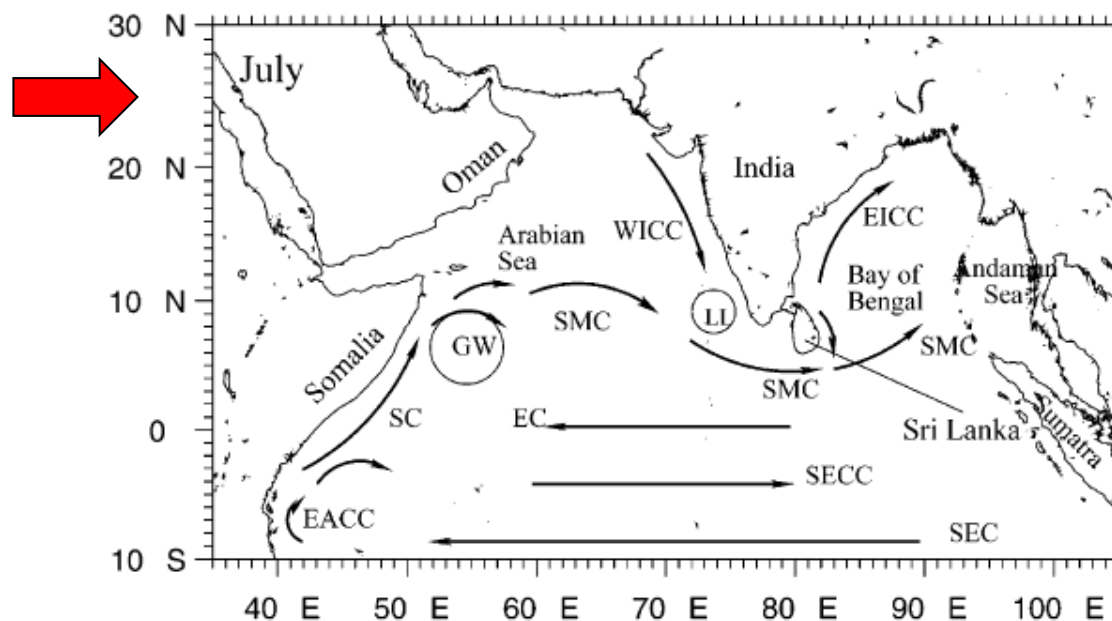 30 N
July
20 N
Oman
India
Arabian
Sea
WICC
EICC
Bay of
Bengal
Andaman
Sea
10 N
SMC
LL
GW
Somalia
SMC
SMC
SC
EC
Sri Lanka
Sumatra
0
SECC
EACC
SEC
10 S
40 E
50 E
60 E
70 E
80 E
90 E
100 E